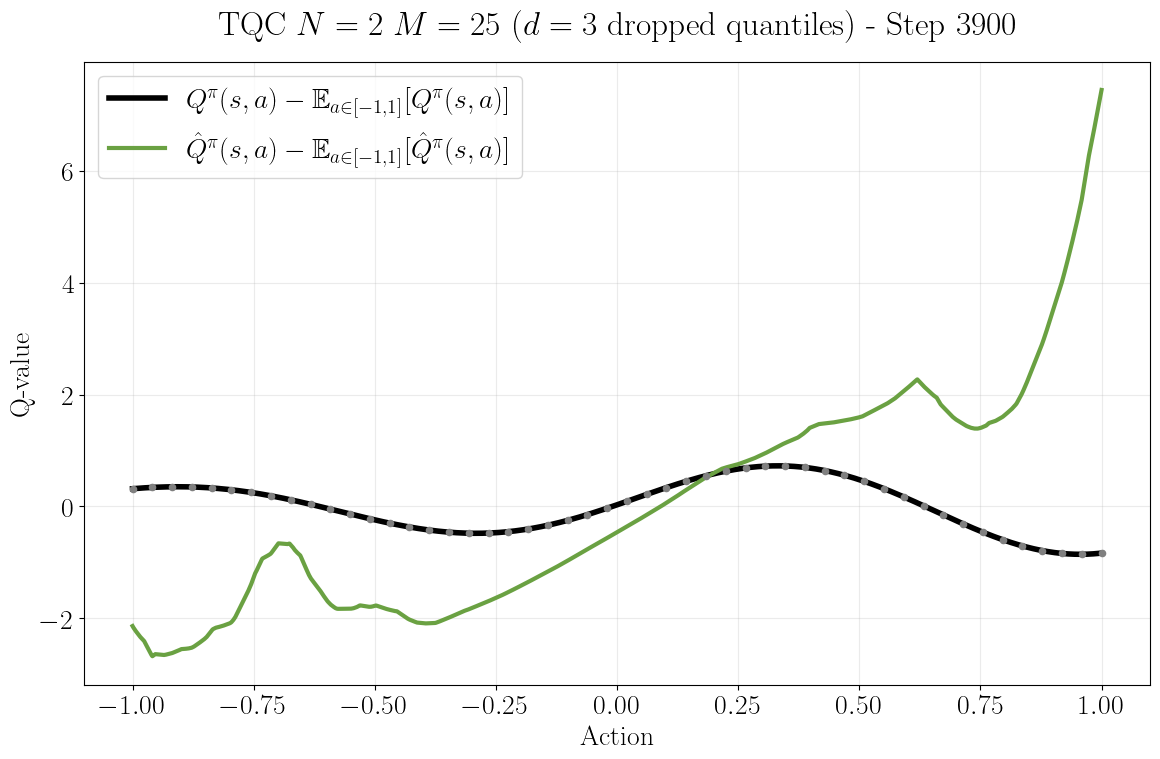 TQC N = 2 M = 25 (d = 3 dropped quantiles) - Step 3900
Q^π(s, a) − 𝔼_{a∈[−1,1]}[Q^π(s, a)]
Q̂^π(s, a) − 𝔼_{a∈[−1,1]}[Q̂^π(s, a)]
Q-value
6
4
2
0
−2
−1.00 −0.75 −0.50 −0.25 0.00 0.25 0.50 0.75 1.00
Action